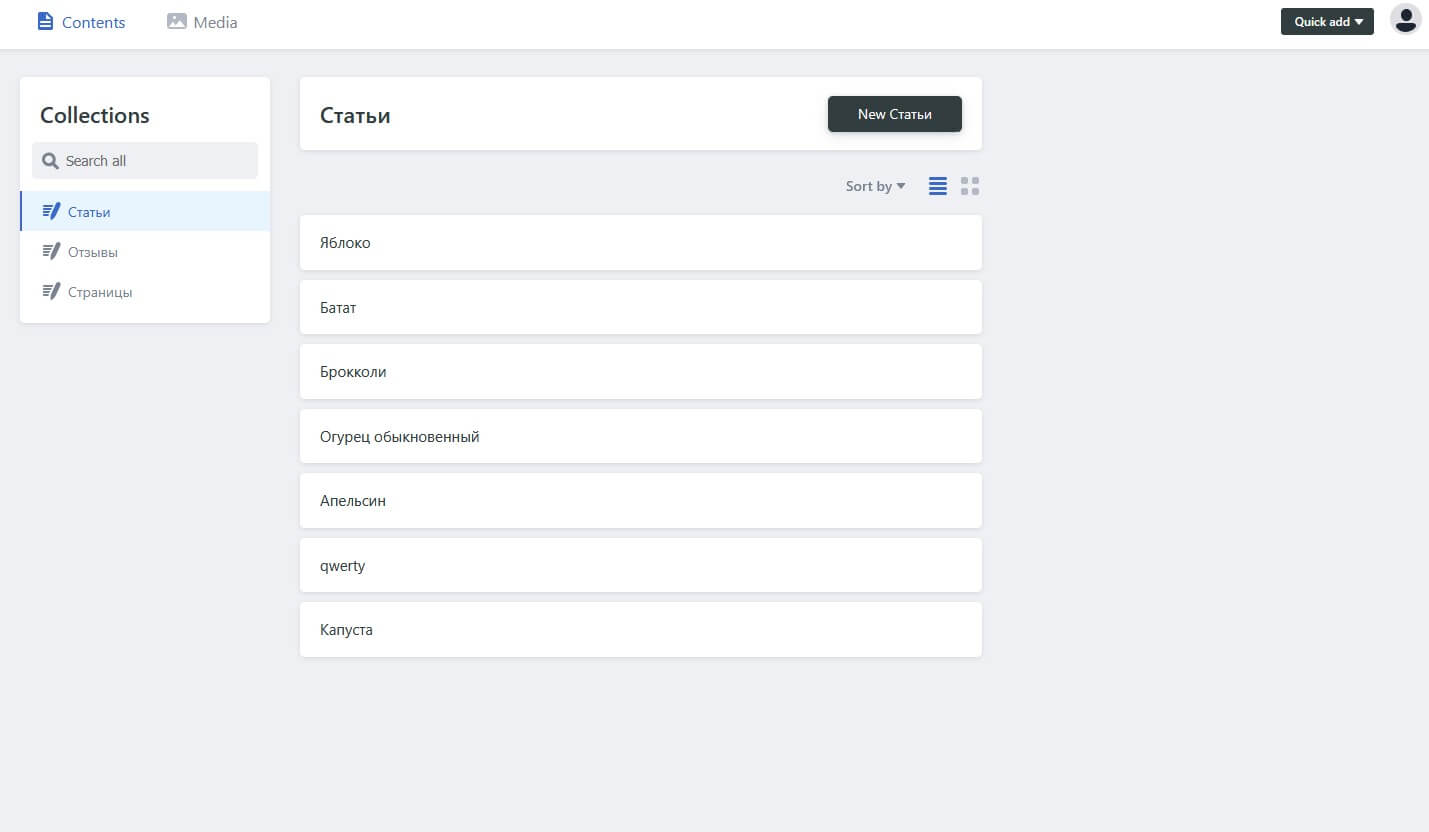 Contents Media Quick add
Collections
Search all
Статьи
Отзывы
Страницы
Статьи New Статьи
Sort by
Яблоко
Батат
Брокколи
Огурец обыкновенный
Апельсин
qwerty
Капуста